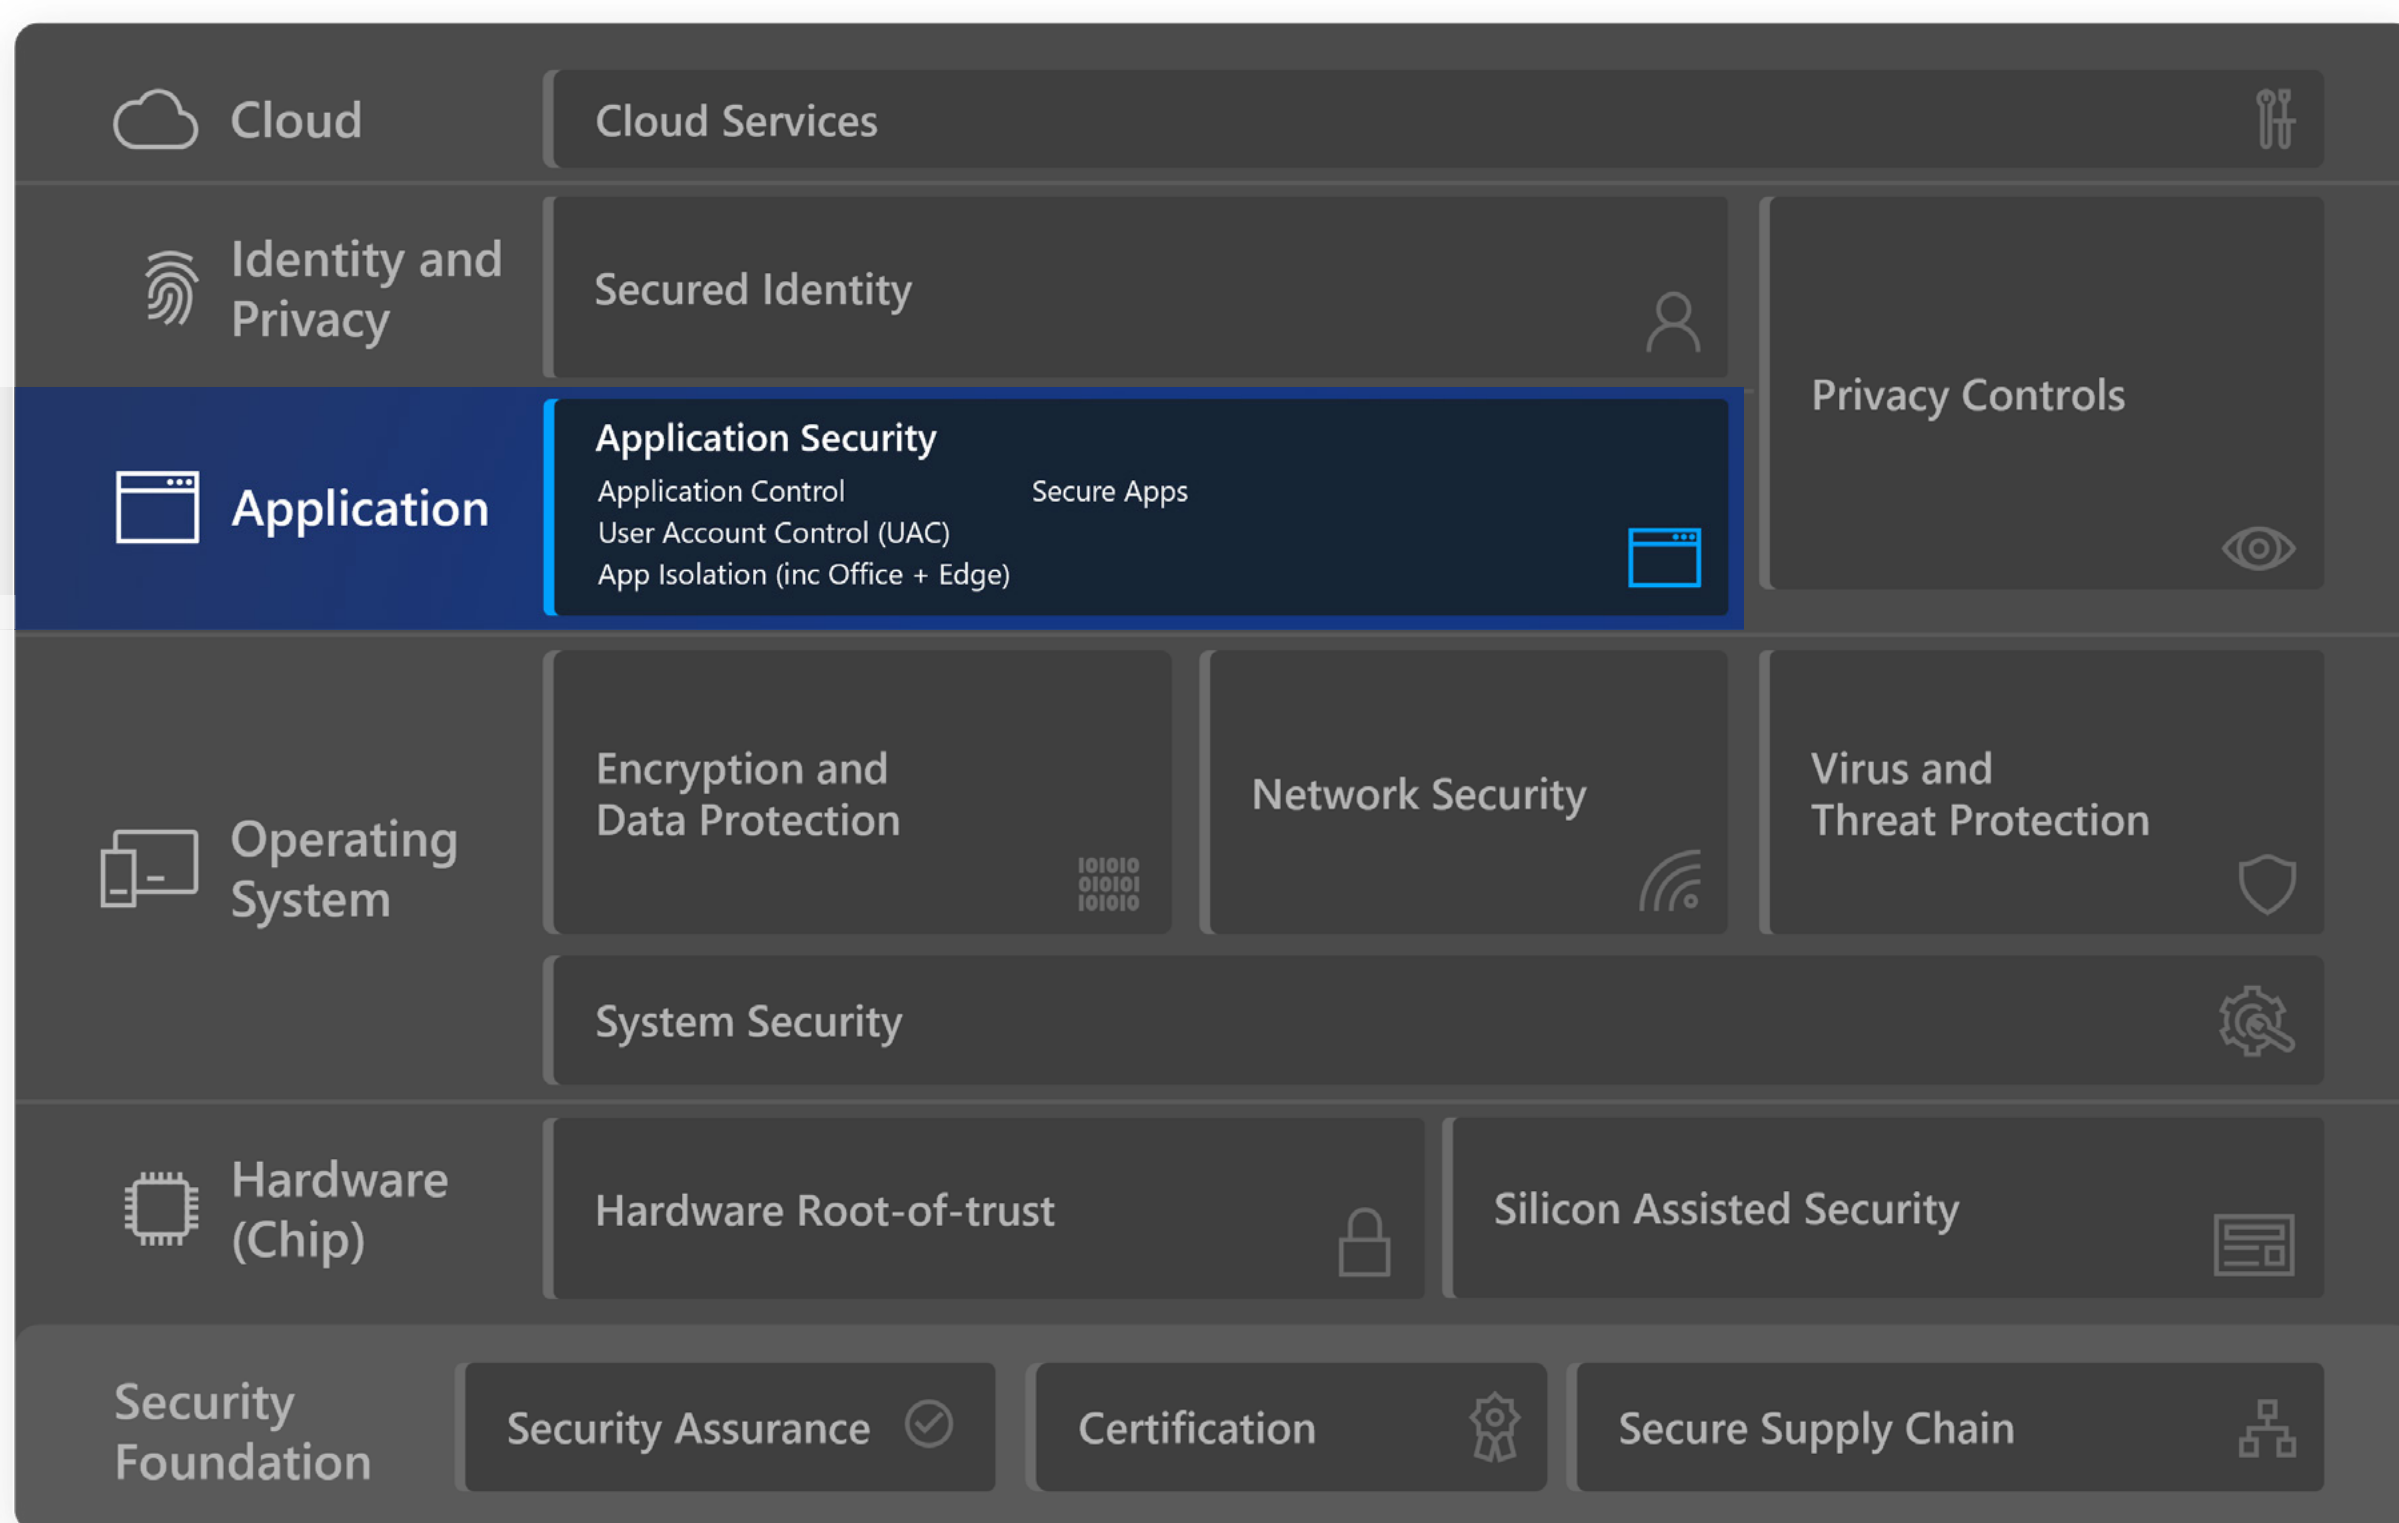 Cloud
Cloud Services
Identity and
Privacy
Secured Identity
Privacy Controls
Application
Application Security
Application Control
Secure Apps
User Account Control (UAC)
App Isolation (inc Office + Edge)
Operating
System
Encryption and
Data Protection
101010
010101
101010
Network Security
Virus and
Threat Protection
System Security
Hardware
(Chip)
Hardware Root-of-trust
Silicon Assisted Security
Security
Foundation
Security Assurance
Certification
Secure Supply Chain